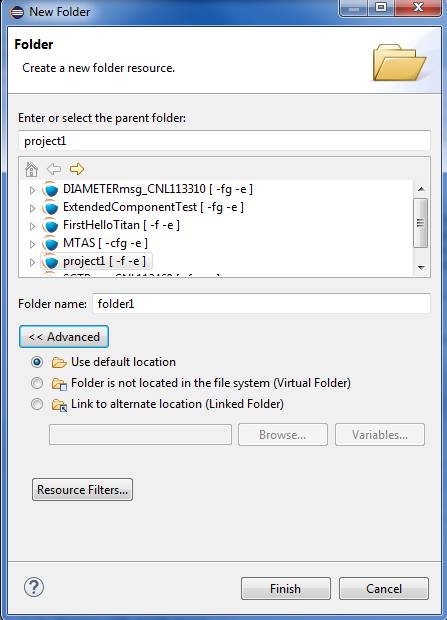 New Folder
Folder
Create a new folder resource.
Enter or select the parent folder:
project1
DIAMETERmsg_CNL113310 [ -fg -e ]
ExtendedComponentTest [ -fg -e ]
FirstHelloTitan [ -f -e ]
MTAS [ -cfg -e ]
project1 [ -f -e ]
Folder name: folder1
<< Advanced
Use default location
Folder is not located in the file system (Virtual Folder)
Link to alternate location (Linked Folder)
Browse... Variables...
Resource Filters...
? Finish Cancel